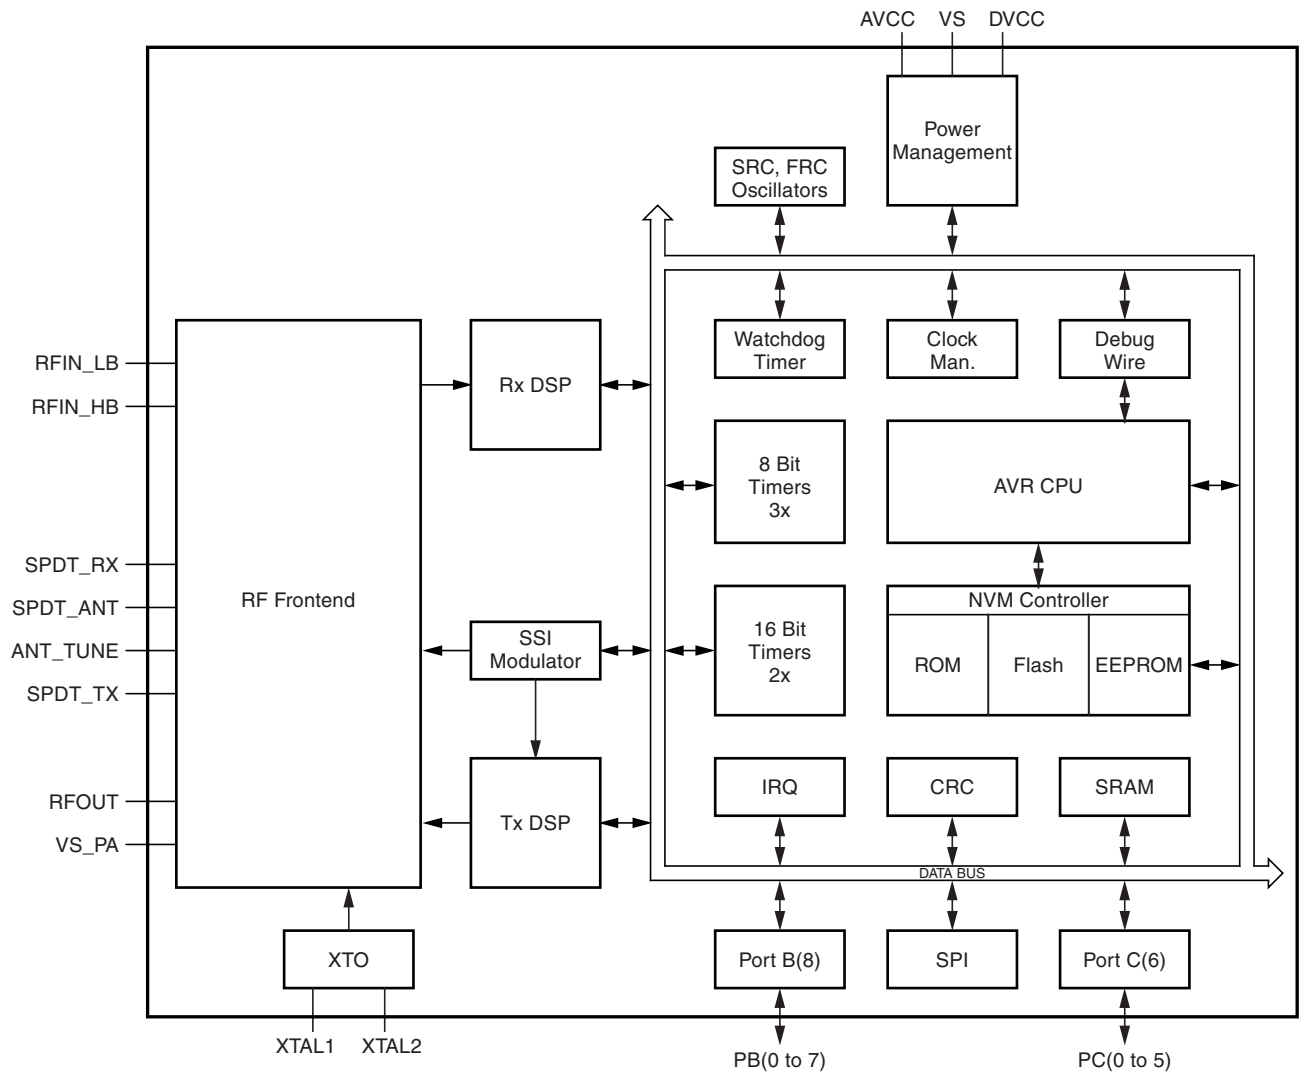 AVCC VS DVCC
Power
Management
SRC, FRC
Oscillators
Watchdog
Timer
Clock
Man.
Debug
Wire
RFIN_LB
RFIN_HB
Rx DSP
8 Bit
Timers
3x
AVR CPU
SPDT_RX
SPDT_ANT
ANT_TUNE
SPDT_TX
RF Frontend
SSI
Modulator
16 Bit
Timers
2x
NVM Controller
ROM
Flash
EEPROM
RFOUT
VS_PA
Tx DSP
IRQ
CRC
SRAM
DATA BUS
XTO
Port B(8)
SPI
Port C(6)
XTAL1 XTAL2
PB(0 to 7)
PC(0 to 5)